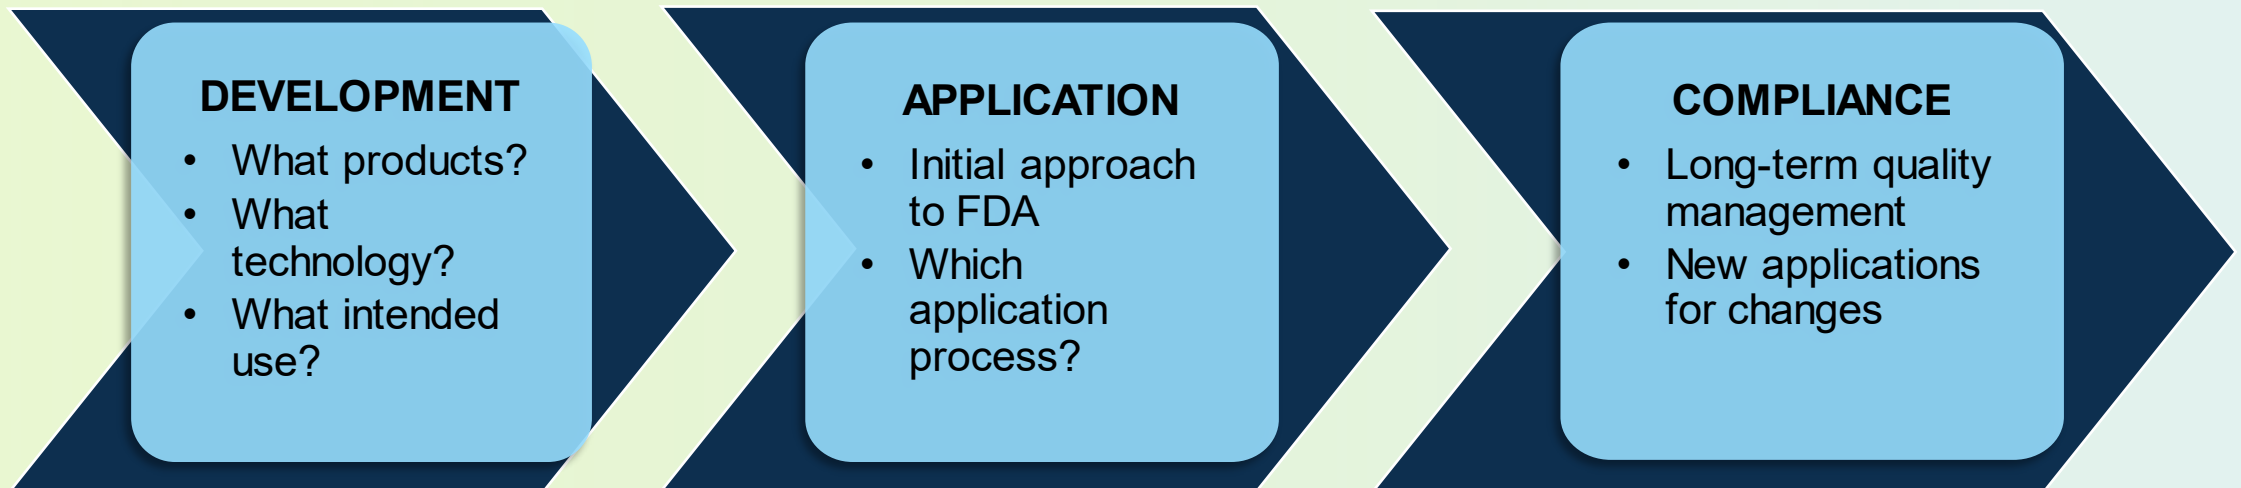 DEVELOPMENT
• What products?
• What
technology?
• What intended
use?
APPLICATION
• Initial approach
to FDA
• Which
application
process?
COMPLIANCE
• Long-term quality
management
• New applications
for changes